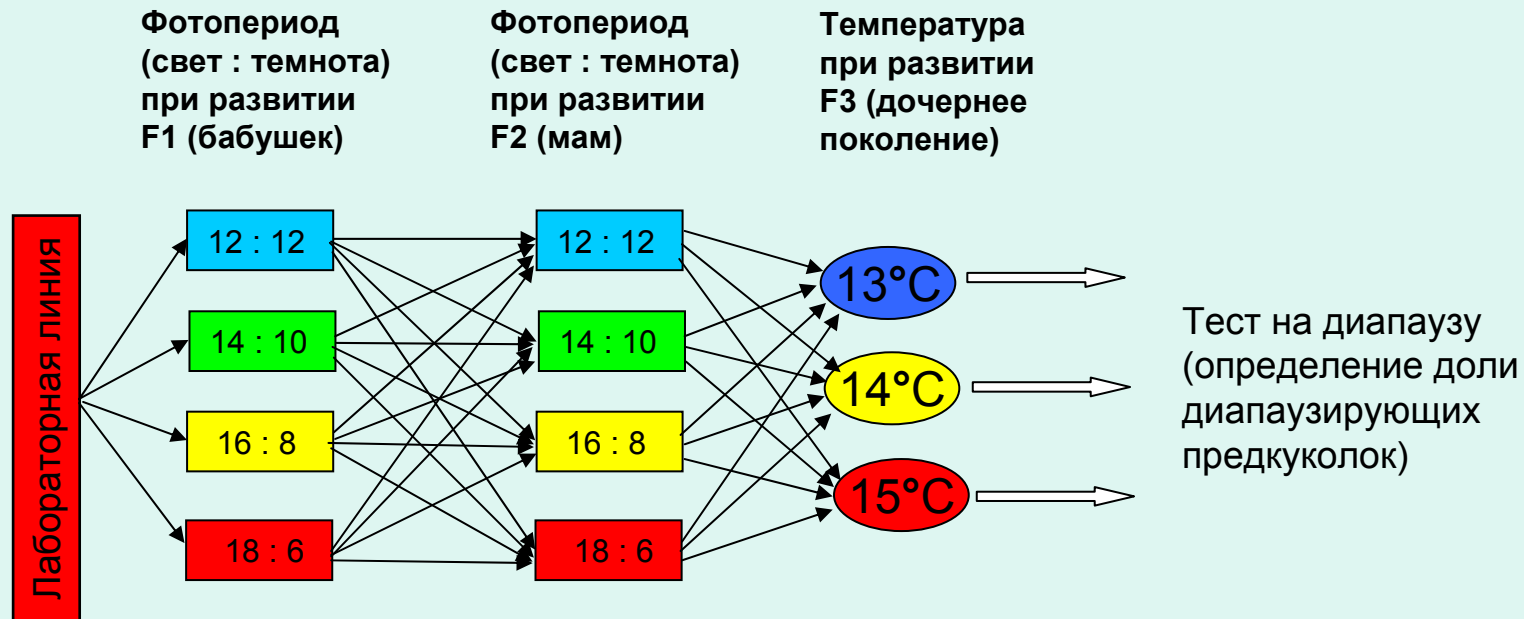 Фотопериод
(свет : темнота)
при развитии
F1 (бабушек)
Фотопериод
(свет : темнота)
при развитии
F2 (мам)
Температура
при развитии
F3 (дочернее
поколение)
Лабораторная линия
12 : 12
14 : 10
16 : 8
18 : 6
12 : 12
14 : 10
16 : 8
18 : 6
13°C
14°C
15°C
Тест на диапаузу
(определение доли
диапаузирующих
предкуколок)